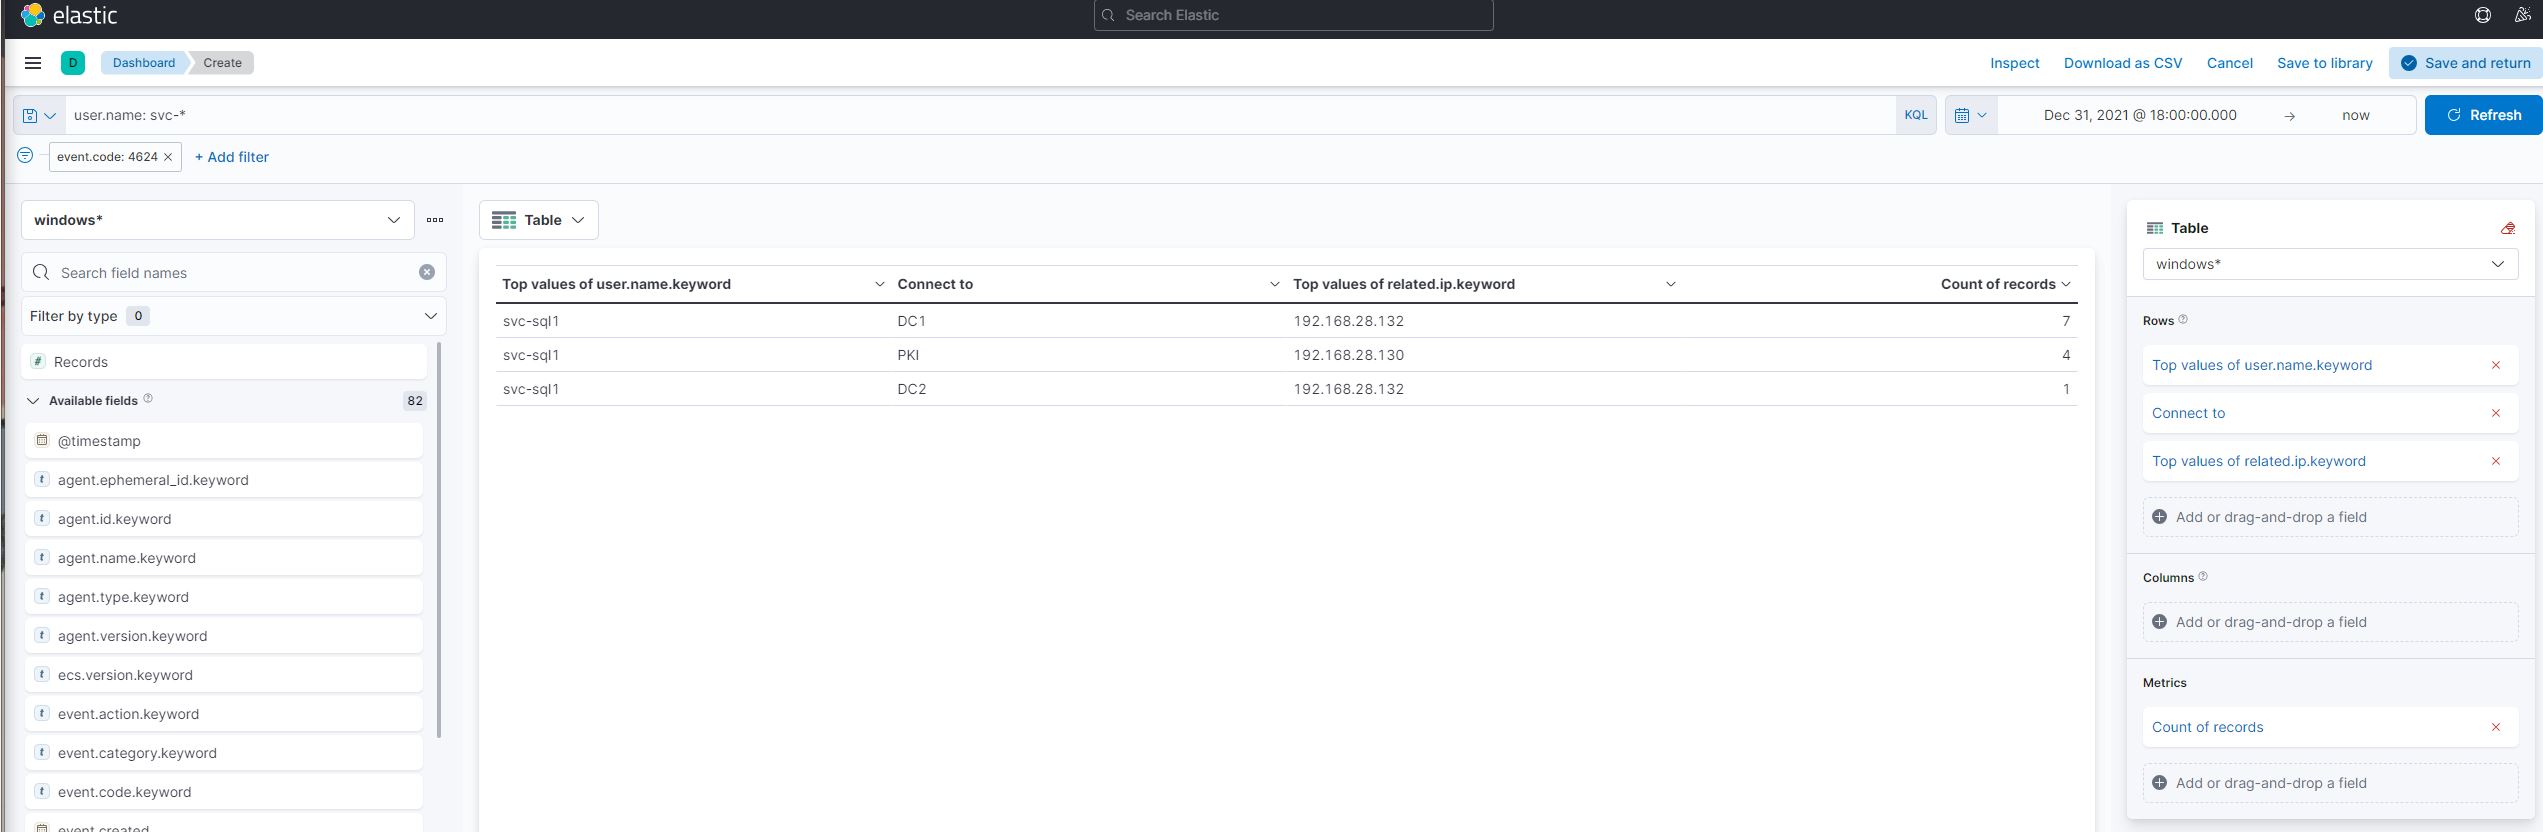 elastic
Search Elastic
D
Dashboard
Create
Inspect
Download as CSV
Cancel
Save to library
Save and return
user.name: svc-*
KQL
Dec 31, 2021 @ 18:00:00.000
→
now
Refresh
event.code: 4624 ×
+ Add filter
windows*
Search field names
Filter by type 0
# Records
Available fields 82
@timestamp
t agent.ephemeral_id.keyword
t agent.id.keyword
t agent.name.keyword
t agent.type.keyword
t agent.version.keyword
t ecs.version.keyword
t event.action.keyword
t event.category.keyword
t event.code.keyword
event.created
Table
Top values of user.name.keyword Connect to Top values of related.ip.keyword Count of records
svc-sql1 DC1 192.168.28.132 7
svc-sql1 PKI 192.168.28.130 4
svc-sql1 DC2 192.168.28.132 1
Table
windows*
Rows
Top values of user.name.keyword
Connect to
Top values of related.ip.keyword
Add or drag-and-drop a field
Columns
Add or drag-and-drop a field
Metrics
Count of records
Add or drag-and-drop a field